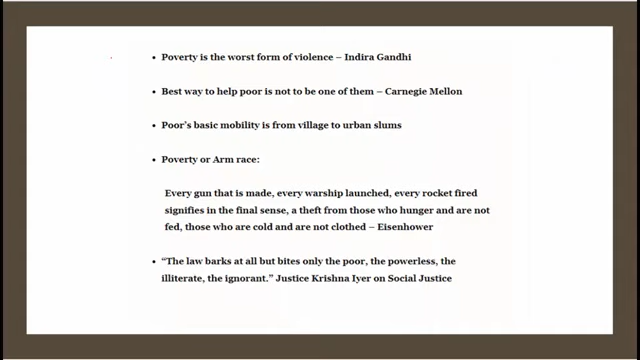 • Poverty is the worst form of violence – Indira Gandhi
• Best way to help poor is not to be one of them – Carnegie Mellon
• Poor's basic mobility is from village to urban slums
• Poverty or Arm race:
Every gun that is made, every warship launched, every rocket fired
signifies in the final sense, a theft from those who hunger and are not
fed, those who are cold and are not clothed – Eisenhower
• “The law barks at all but bites only the poor, the powerless, the
illiterate, the ignorant.” Justice Krishna Iyer on Social Justice